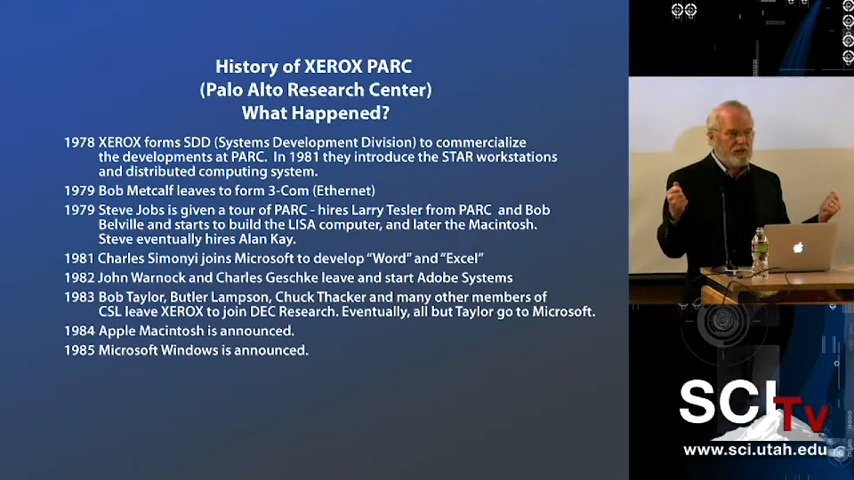 History of XEROX PARC
(Palo Alto Research Center)
What Happened?
1978 XEROX forms SDD (Systems Development Division) to commercialize
the developments at PARC. In 1981 they introduce the STAR workstations
and distributed computing system.
1979 Bob Metcalf leaves to form 3-Com (Ethernet)
1979 Steve Jobs is given a tour of PARC - hires Larry Tesler from PARC and Bob
Belville and starts to build the LISA computer, and later the Macintosh.
Steve eventually hires Alan Kay.
1981 Charles Simonyi joins Microsoft to develop “Word” and “Excel”
1982 John Warnock and Charles Geschke leave and start Adobe Systems
1983 Bob Taylor, Butler Lampson, Chuck Thacker and many other members of
CSL leave XEROX to join DEC Research. Eventually, all but Taylor go to Microsoft.
1984 Apple Macintosh is announced.
1985 Microsoft Windows is announced.
SCI
Tv
www.sci.utah.edu